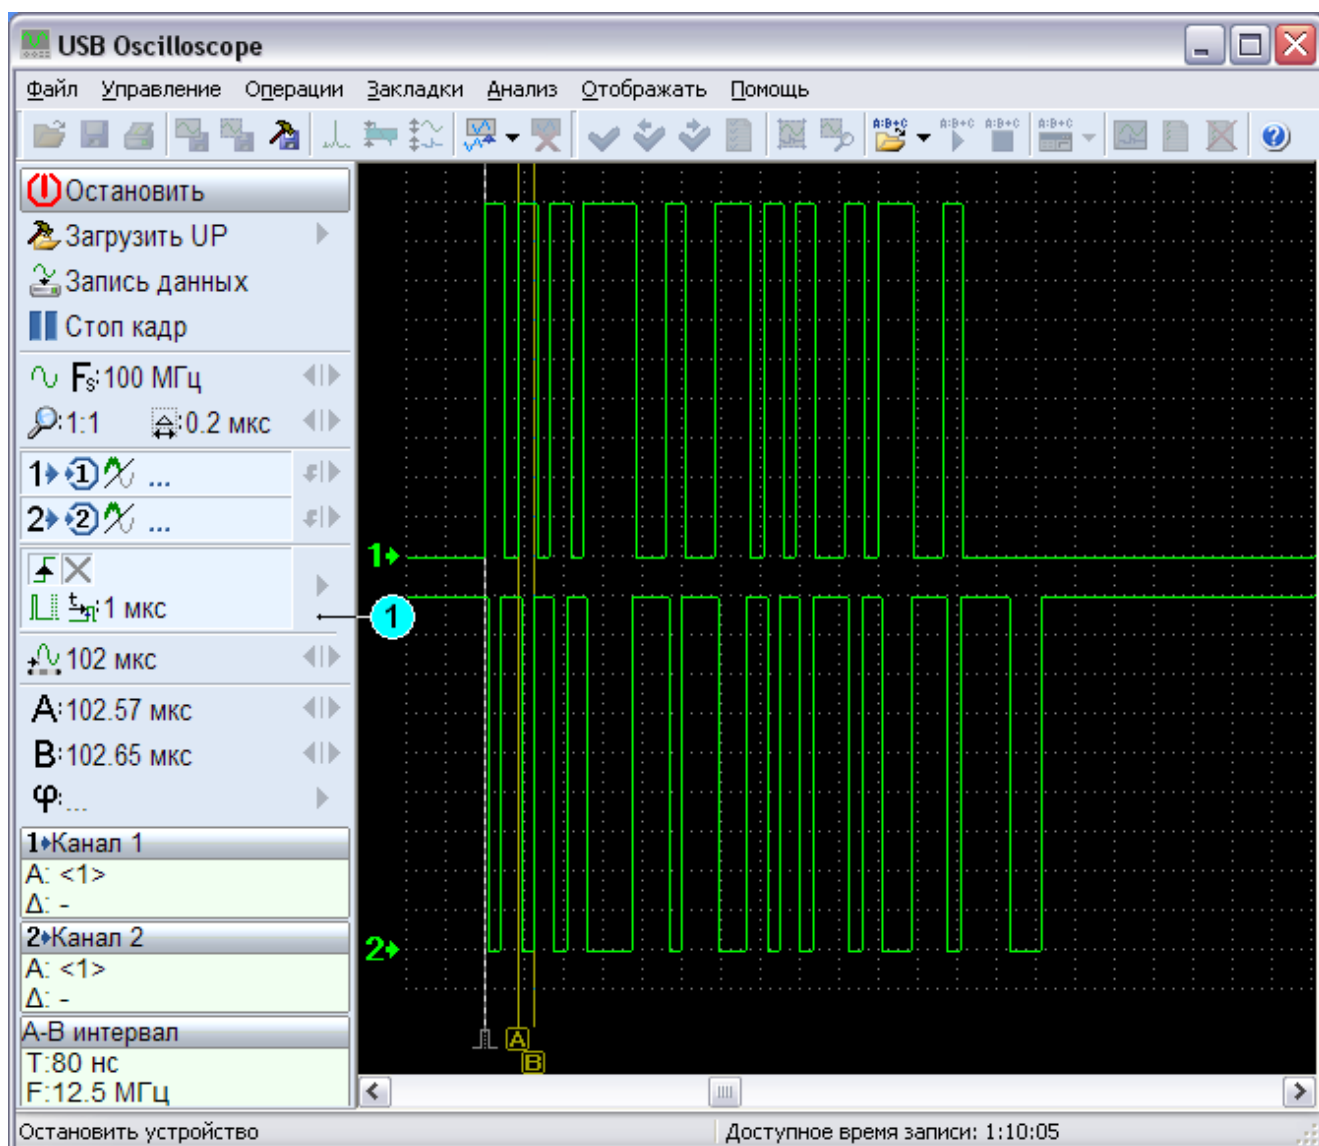 USB Oscilloscope
Файл Управление Операции Закладки Анализ Отображать Помощь
A:B+C A:B+C A:B+C A:B+C
Остановить
Загрузить UP
Запись данных
Стоп кадр
Fs:100 МГц
:1:1 :0.2 мкс
1 1 ...
2 2 ...
t:1 мкс
1
102 мкс
A:102.57 мкс
B:102.65 мкс
φ:...
1 Канал 1
A: <1>
Δ: -
2 Канал 2
A: <1>
Δ: -
A-B интервал
T:80 нс
F:12.5 МГц
1
2
A
B
Остановить устройство
Доступное время записи: 1:10:05